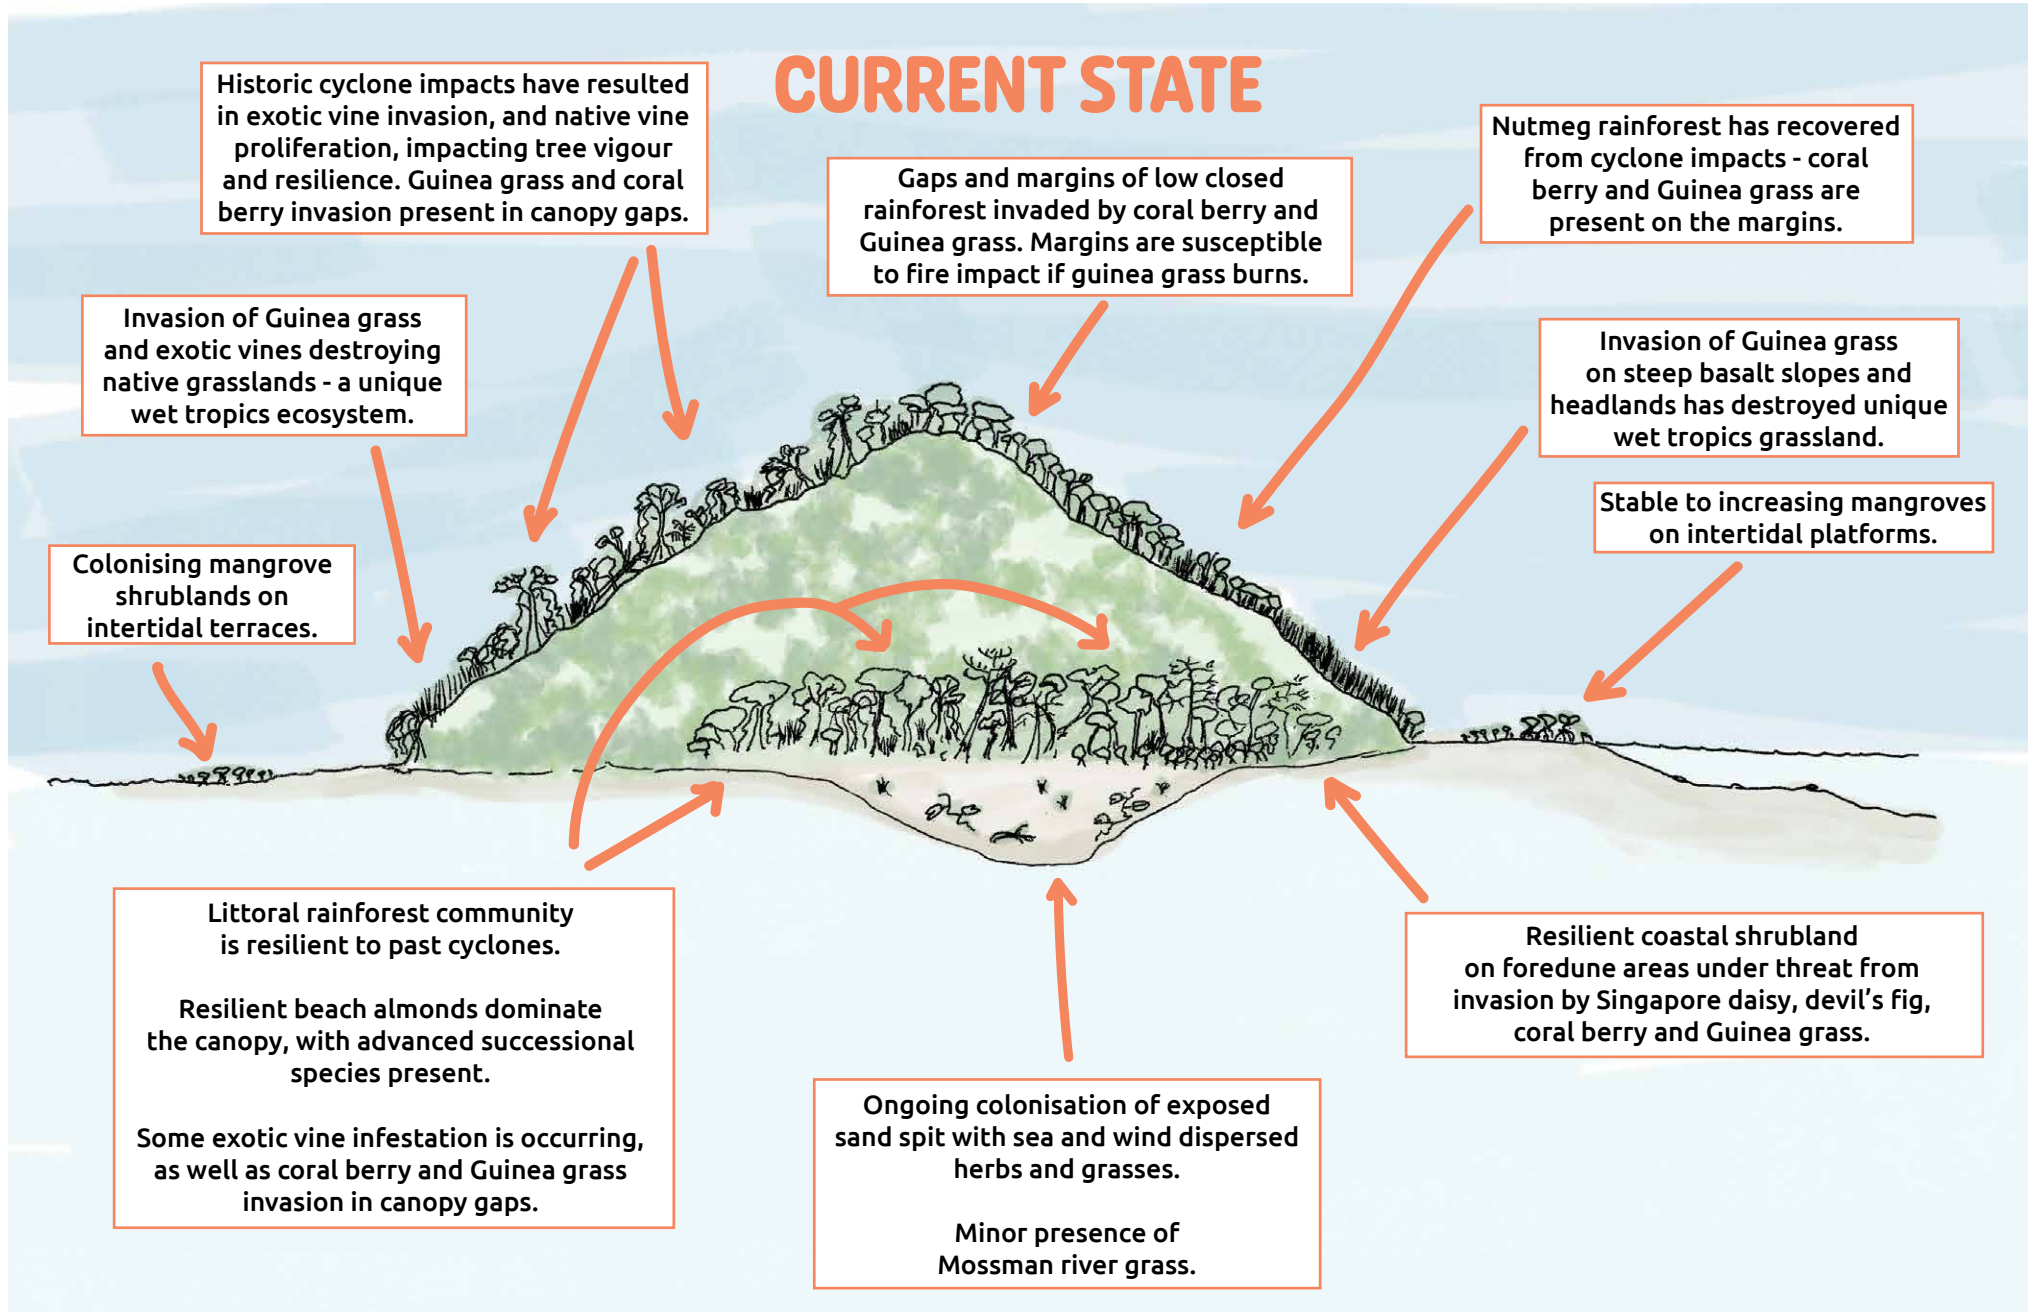 CURRENT STATE
Historic cyclone impacts have resulted
in exotic vine invasion, and native vine
proliferation, impacting tree vigour
and resilience. Guinea grass and coral
berry invasion present in canopy gaps.
Gaps and margins of low closed
rainforest invaded by coral berry and
Guinea grass. Margins are susceptible
to fire impact if guinea grass burns.
Nutmeg rainforest has recovered
from cyclone impacts - coral
berry and Guinea grass are
present on the margins.
Invasion of Guinea grass
and exotic vines destroying
native grasslands - a unique
wet tropics ecosystem.
Invasion of Guinea grass
on steep basalt slopes and
headlands has destroyed unique
wet tropics grassland.
Stable to increasing mangroves
on intertidal platforms.
Colonising mangrove
shrublands on
intertidal terraces.
Littoral rainforest community
is resilient to past cyclones.
Resilient beach almonds dominate
the canopy, with advanced successional
species present.
Some exotic vine infestation is occurring,
as well as coral berry and Guinea grass
invasion in canopy gaps.
Ongoing colonisation of exposed
sand spit with sea and wind dispersed
herbs and grasses.
Minor presence of
Mossman river grass.
Resilient coastal shrubland
on foredune areas under threat from
invasion by Singapore daisy, devil's fig,
coral berry and Guinea grass.